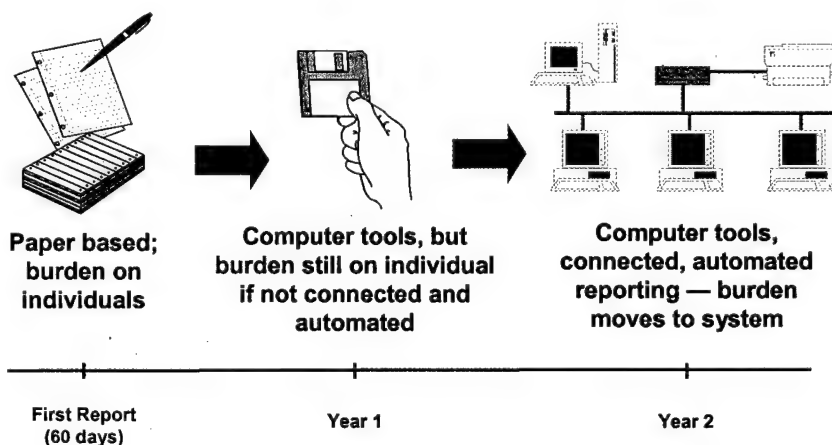 Paper based;
burden on
individuals
Computer tools, but
burden still on individual
if not connected and
automated
Computer tools,
connected, automated
reporting — burden
moves to system
First Report
(60 days)
Year 1
Year 2